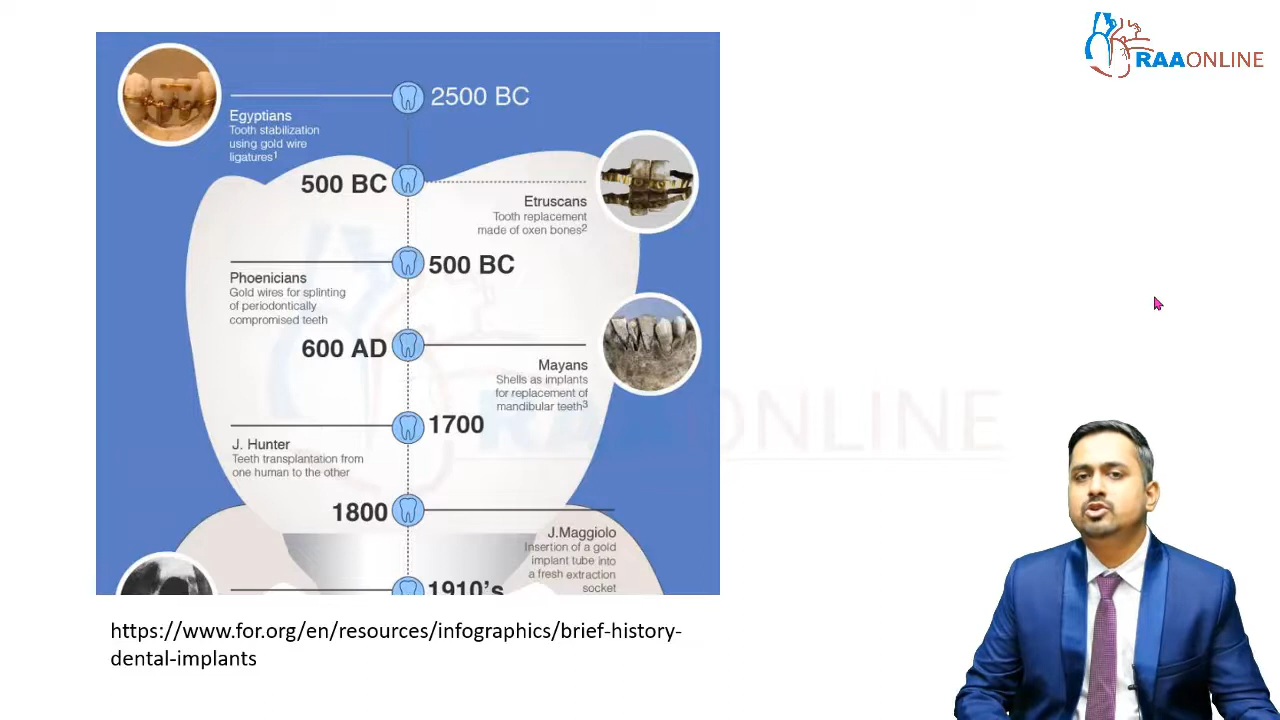 RAAONLINE
2500 BC
Egyptians
Tooth stabilization
using gold wire
ligatures1
500 BC
Etruscans
Tooth replacement
made of oxen bones2
500 BC
Phoenicians
Gold wires for splinting
of periodontically
compromised teeth
600 AD
Mayans
Shells as implants
for replacement of
mandibular teeth3
1700
J. Hunter
Teeth transplantation from
one human to the other
1800
J.Maggiolo
Insertion of a gold
implant tube into
a fresh extraction
socket
1910's
RAAONLINE
https://www.for.org/en/resources/infographics/brief-history-
dental-implants